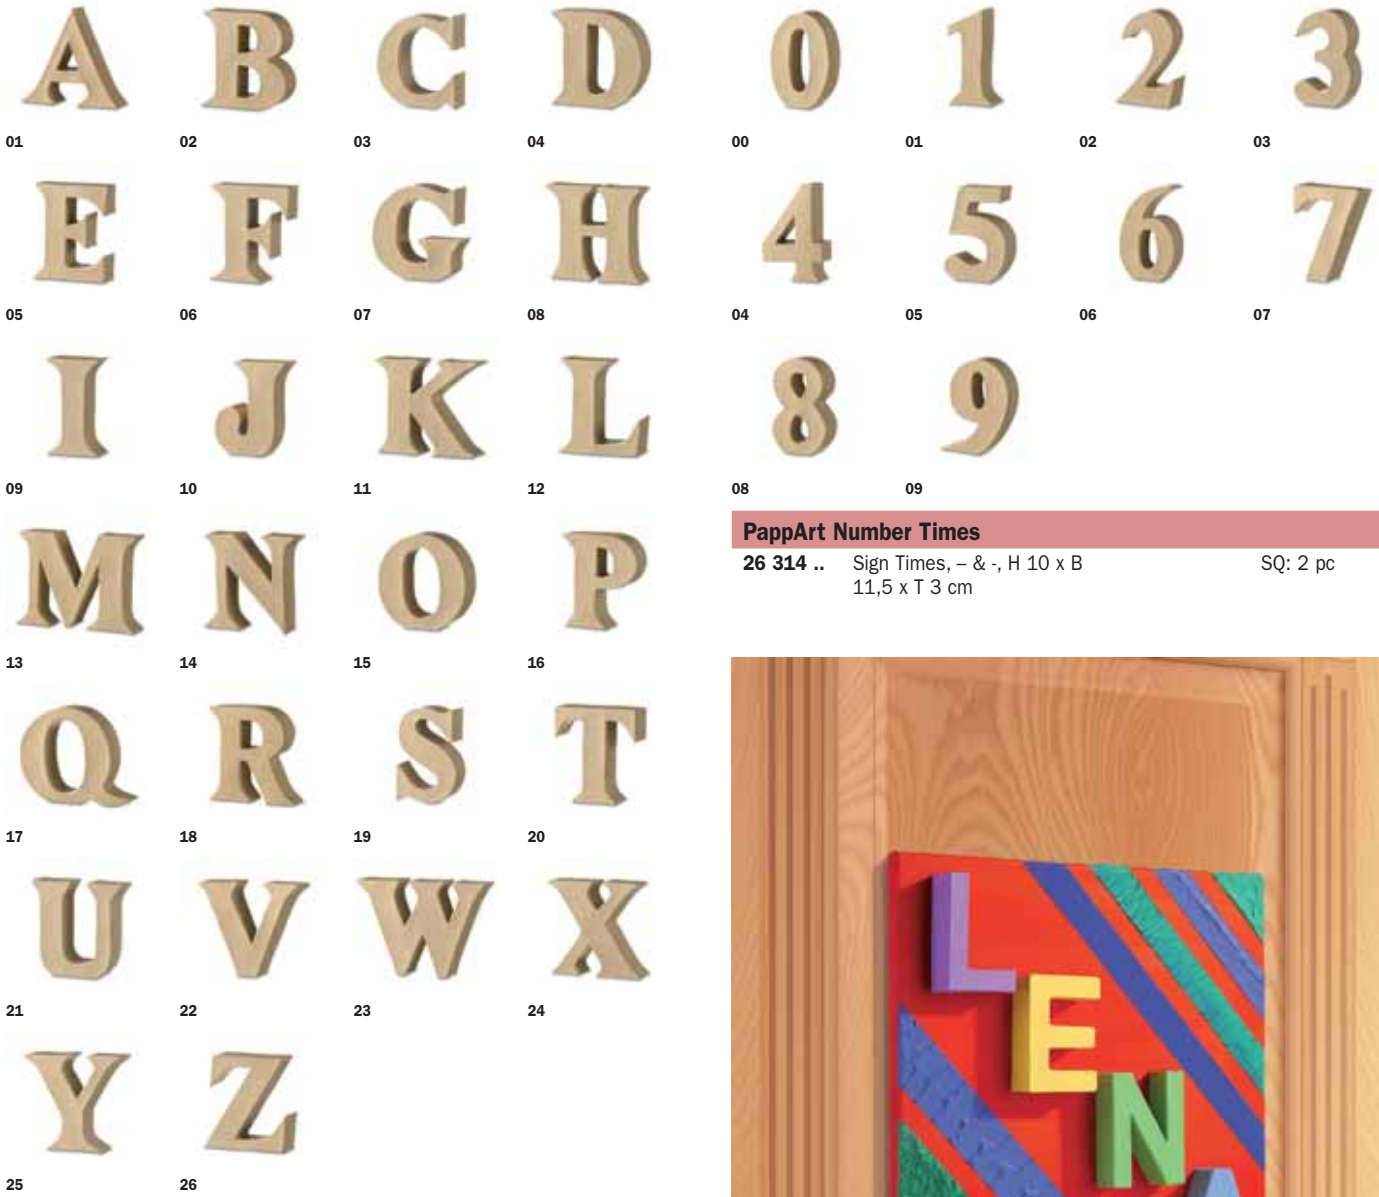 A B C D
01 02 03 04
E F G H
05 06 07 08
I J K L
09 10 11 12
M N O P
13 14 15 16
Q R S T
17 18 19 20
U V W X
21 22 23 24
Y Z
25 26
0 1 2 3
00 01 02 03
4 5 6 7
04 05 06 07
8 9
08 09
PappArt Number Times
26 314 .. Sign Times, – & -, H 10 x B SQ: 2 pc
11,5 x T 3 cm
L
E
N
A